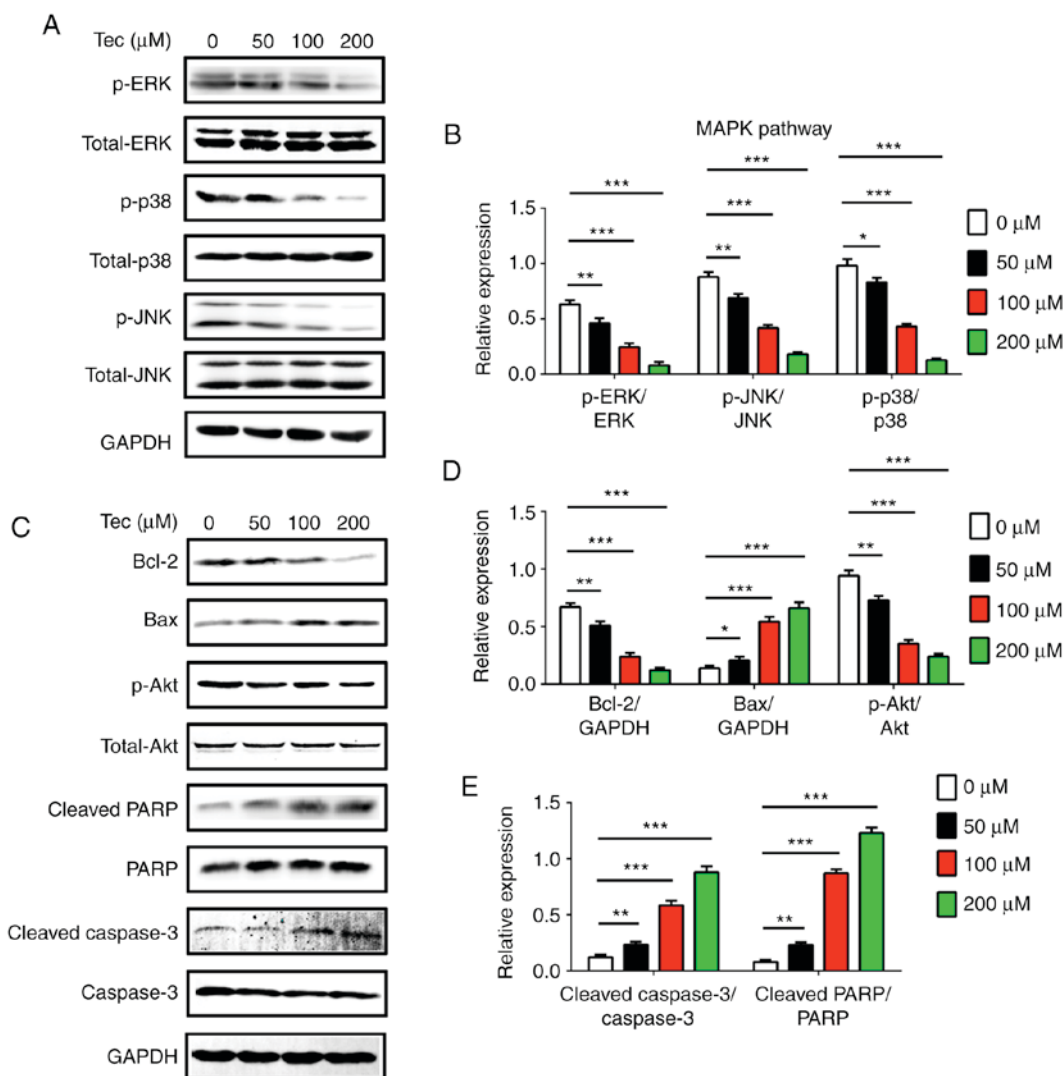 A
Tec (μM) 0 50 100 200
p-ERK
Total-ERK
p-p38
Total-p38
p-JNK
Total-JNK
GAPDH
B
MAPK pathway
***
***
***
***
***
***
**
**
*
Relative expression
1.5
1.0
0.5
0.0
p-ERK/
ERK
p-JNK/
JNK
p-p38/
p38
0 μM
50 μM
100 μM
200 μM
C
Tec (μM) 0 50 100 200
Bcl-2
Bax
p-Akt
Total-Akt
Cleaved PARP
PARP
Cleaved caspase-3
Caspase-3
GAPDH
D
***
***
***
***
***
***
**
*
**
Relative expression
1.5
1.0
0.5
0.0
Bcl-2/
GAPDH
Bax/
GAPDH
p-Akt/
Akt
0 μM
50 μM
100 μM
200 μM
E
***
***
***
***
**
**
Relative expression
1.5
1.0
0.5
0.0
Cleaved caspase-3/
caspase-3
Cleaved PARP/
PARP
0 μM
50 μM
100 μM
200 μM